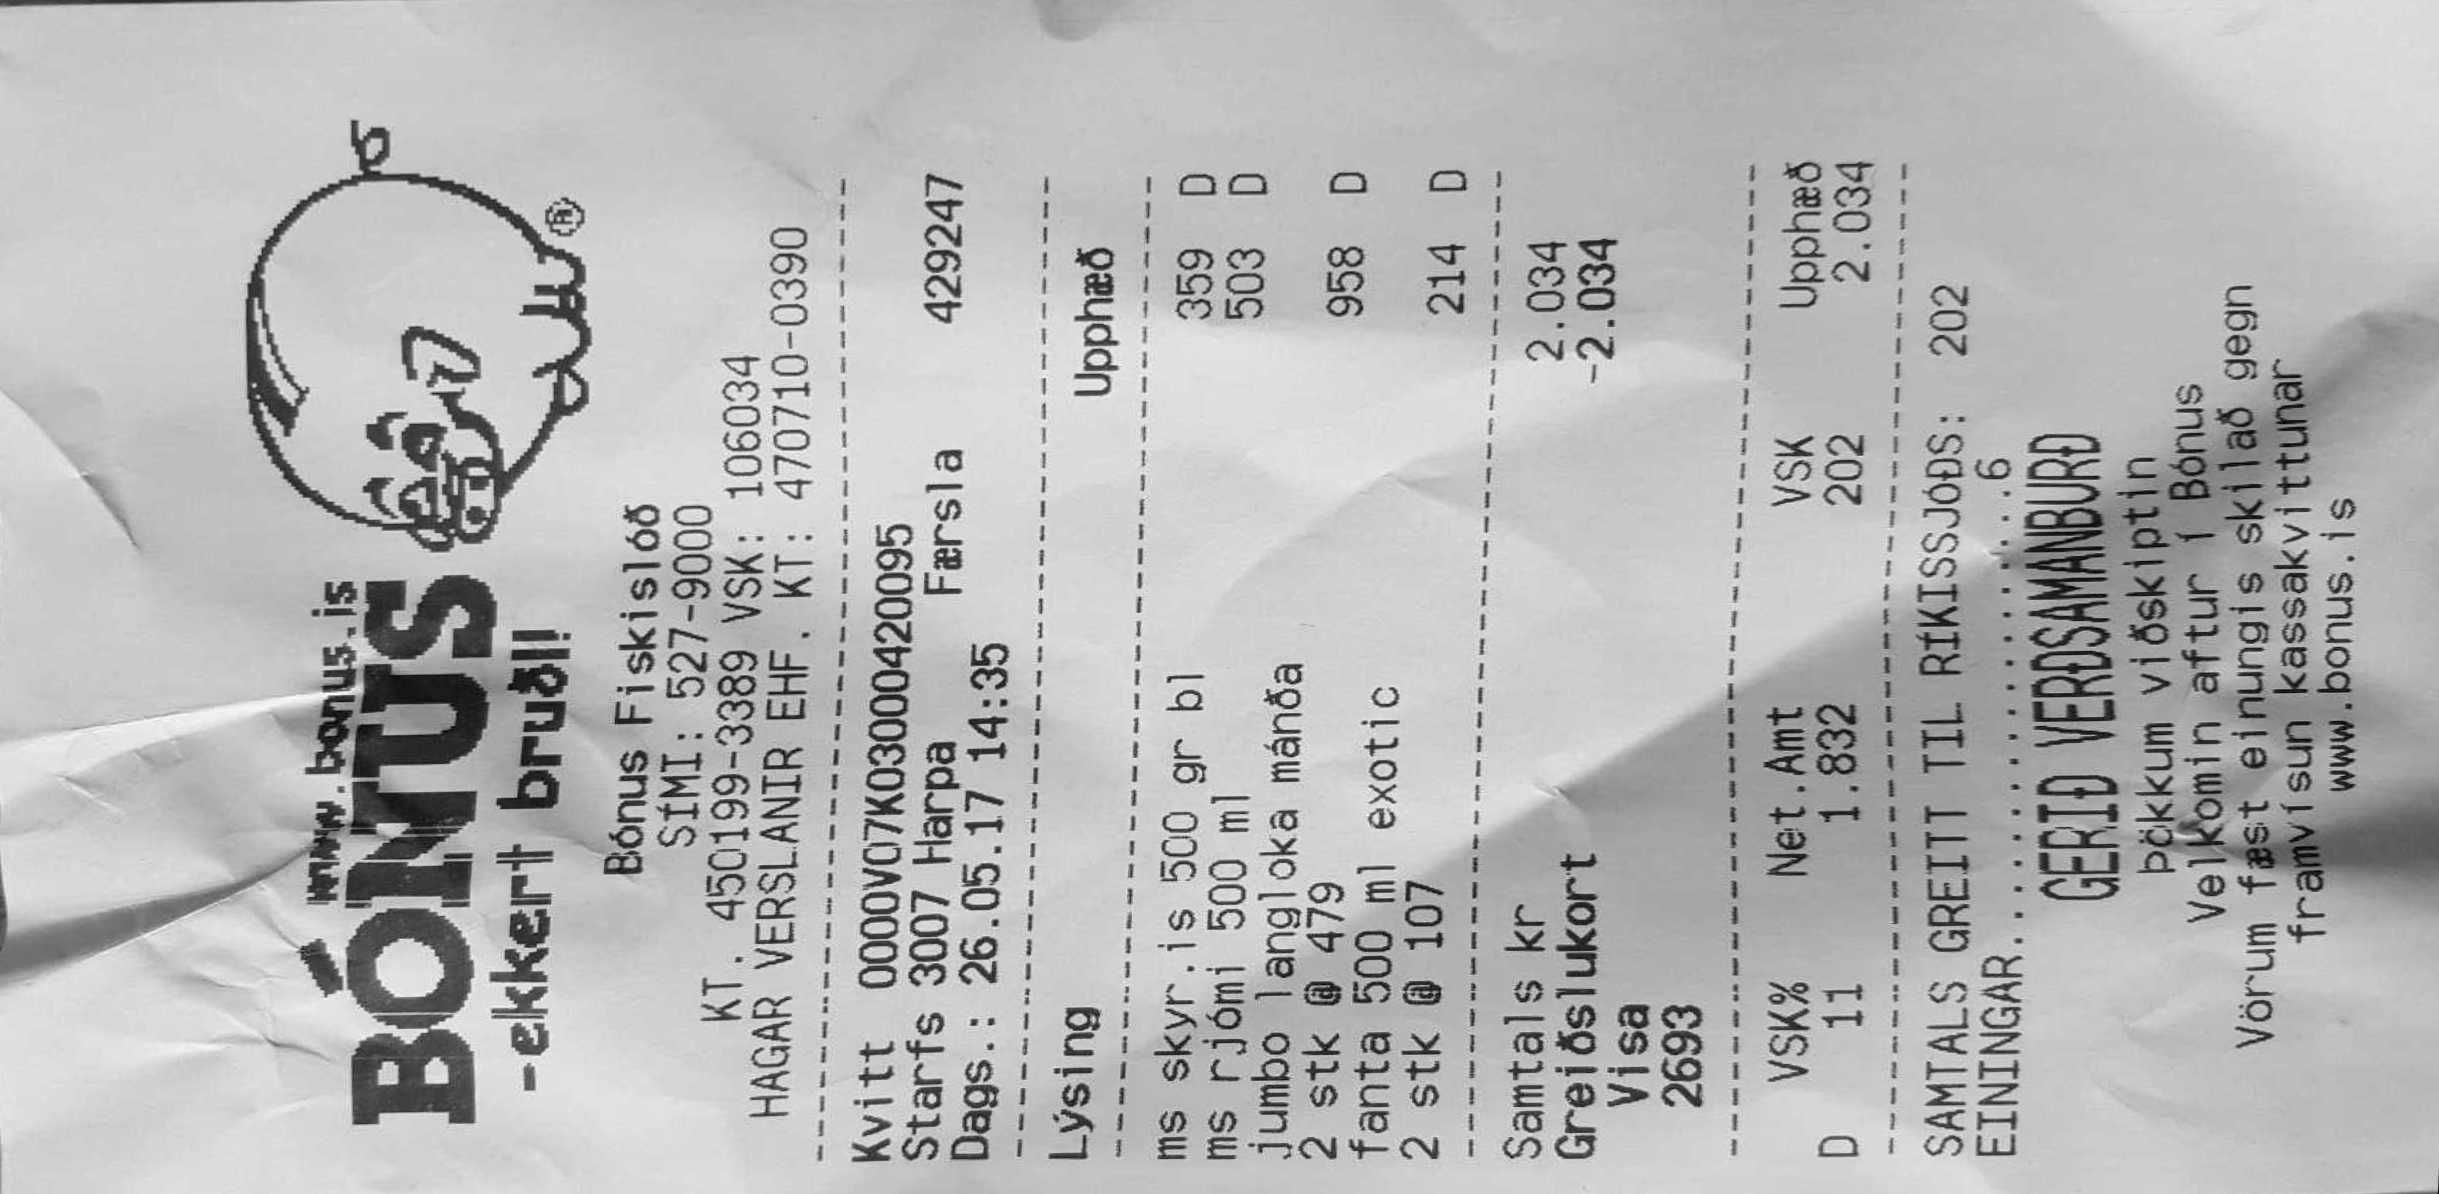 www.bonus.is
BÓNUS
-ekkert bruðl!
®
Bónus Fiskislóð
SÍMI: 527-9000
KT. 450199-3389 VSK: 106034
HAGAR VERSLANIR EHF. KT: 470710-0390
Kvitt 0000V07K03000420095
Starfs 3007 Harpa Færsla 4292247
Dags.: 26.05.17 14:35
Lýsing Upphæð
ms skyr.is 500 gr bl 359 D
ms rjómi 500 ml 503 D
jumbo langloka mánða
2 stk @ 479 958 D
fanta 500 ml exotic
2 stk @ 107 214 D
Samtals kr 2.034
Greiðslukort -2.034
Visa
2693
VSK% Net.Amt VSK Upphæð
D 11 1.832 202 2.034
SAMTALS GREITT TIL RÍKISSJÓÐS: 202
EININGAR..........................6
GERIÐ VERÐSAMANBURÐ
Þökkum viðskiptin
Velkomin aftur í Bónus
Vörum fæst einungis skilað gegn
framvísun kassakvittunar
www.bonus.is